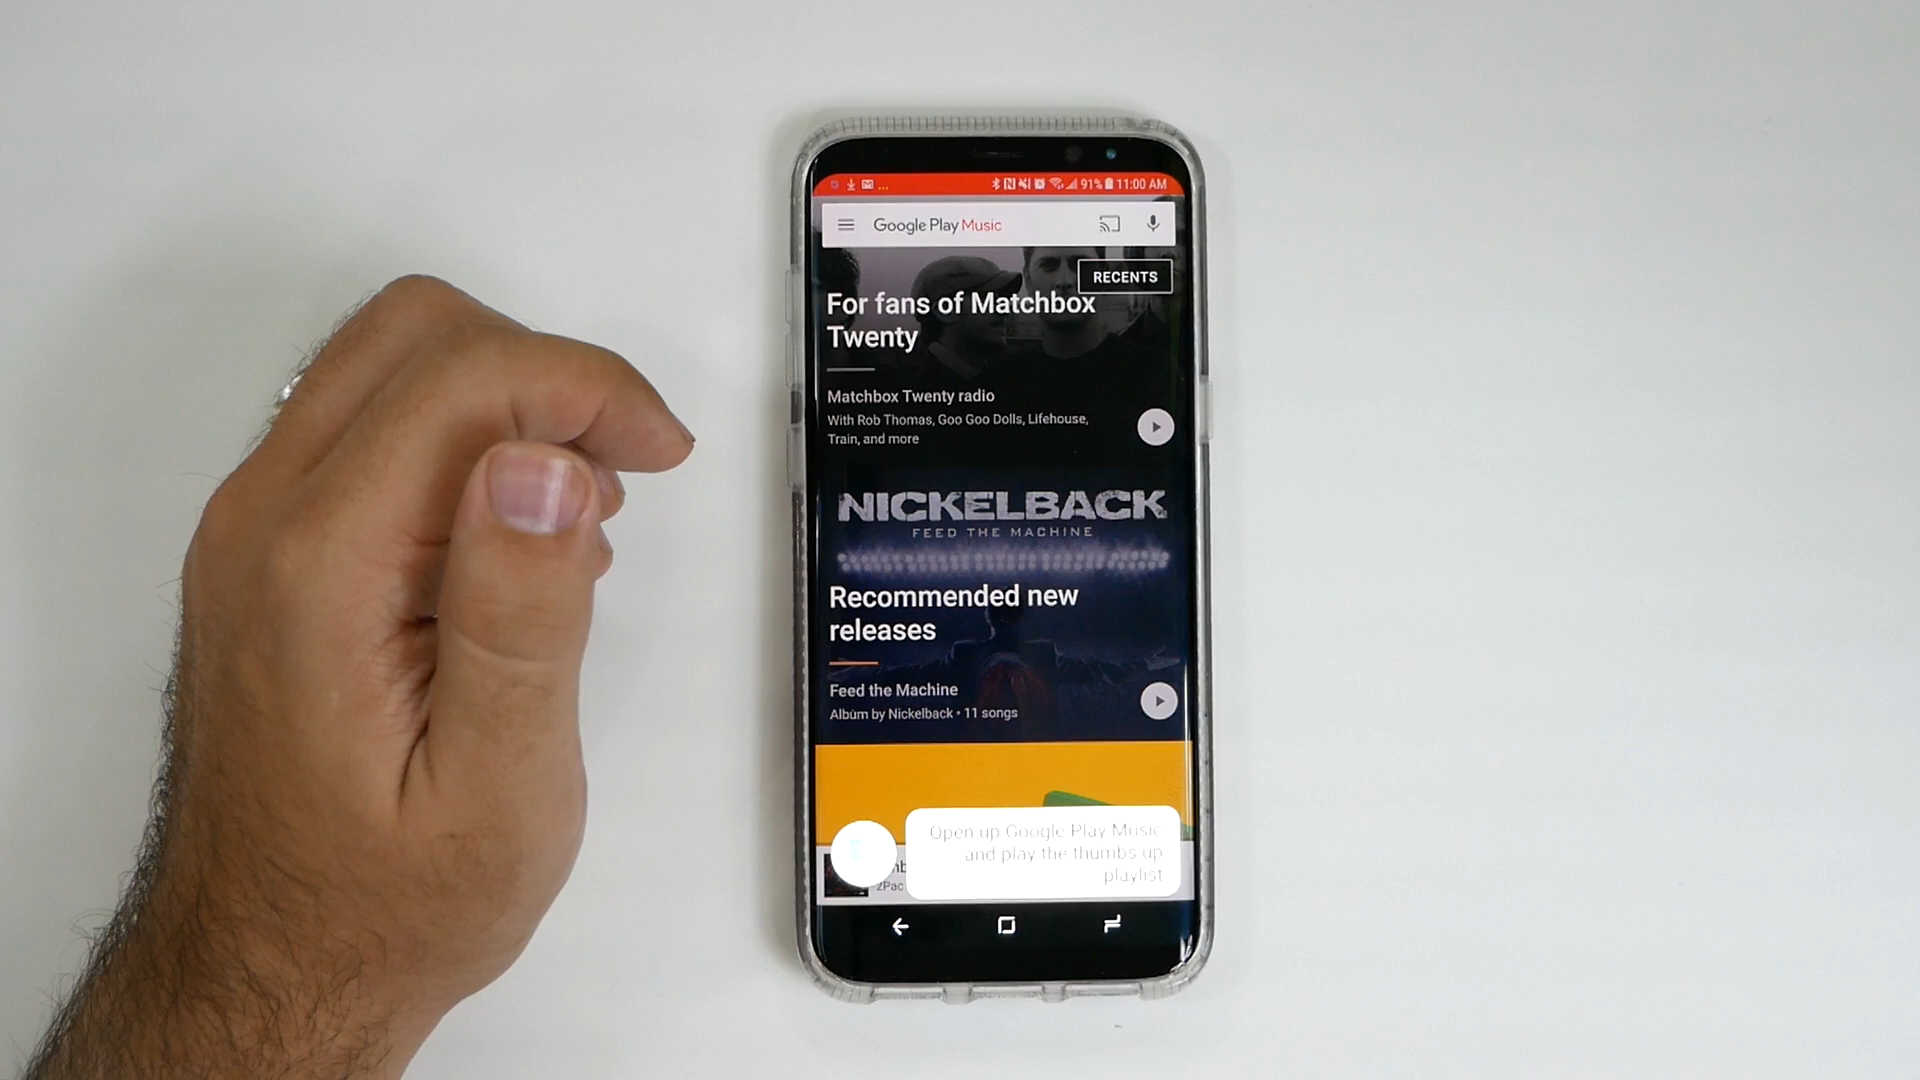 ... 91% 11:00 AM
Google Play Music
RECENTS
For fans of Matchbox
Twenty
Matchbox Twenty radio
With Rob Thomas, Goo Goo Dolls, Lifehouse,
Train, and more
NICKELBACK
FEED THE MACHINE
Recommended new
releases
Feed the Machine
Album by Nickelback • 11 songs
Open up Google Play Music
and play the thumbs up
playlist
2Pac